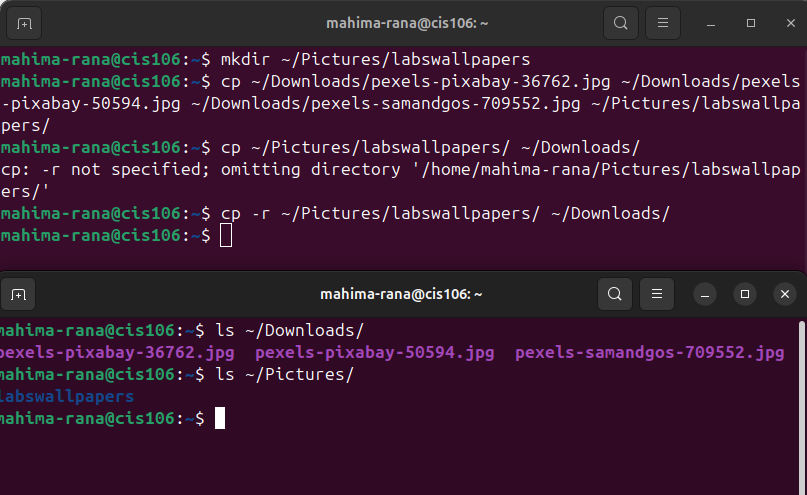 mahima-rana@cis106: ~
mahima-rana@cis106:~$ mkdir ~/Pictures/labswallpapers
mahima-rana@cis106:~$ cp ~/Downloads/pexels-pixabay-36762.jpg ~/Downloads/pexels
-pixabay-50594.jpg ~/Downloads/pexels-samandgos-709552.jpg ~/Pictures/labswallpa
pers/
mahima-rana@cis106:~$ cp ~/Pictures/labswallpapers/ ~/Downloads/
cp: -r not specified; omitting directory '/home/mahima-rana/Pictures/labswallpap
ers/'
mahima-rana@cis106:~$ cp -r ~/Pictures/labswallpapers/ ~/Downloads/
mahima-rana@cis106:~$
mahima-rana@cis106: ~
mahima-rana@cis106:~$ ls ~/Downloads/
pexels-pixabay-36762.jpg  pexels-pixabay-50594.jpg  pexels-samandgos-709552.jpg
mahima-rana@cis106:~$ ls ~/Pictures/
labswallpapers
mahima-rana@cis106:~$